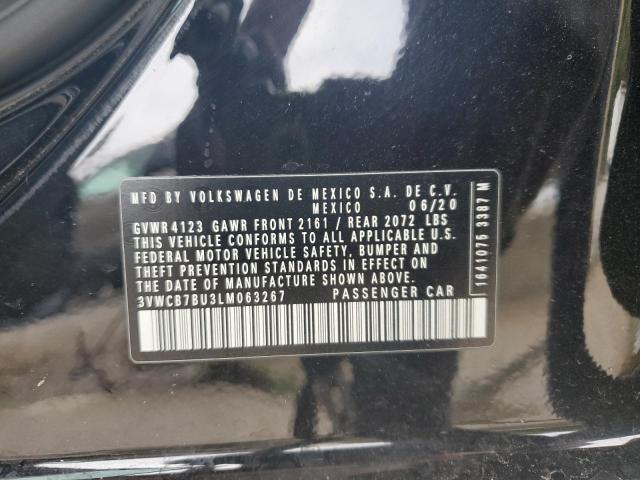 MFD BY VOLKSWAGEN DE MEXICO S.A. DE C.V.
MEXICO 06/20
GVWR 4123 GAWR FRONT 2161 / REAR 2072 LBS
THIS VEHICLE CONFORMS TO ALL APPLICABLE U.S.
FEDERAL MOTOR VEHICLE SAFETY, BUMPER AND
THEFT PREVENTION STANDARDS IN EFFECT ON
THE DATE OF MANUFACTURE SHOWN ABOVE
3VWCB7BU3LM063267 PASSENGER CAR
1641076 3387 M